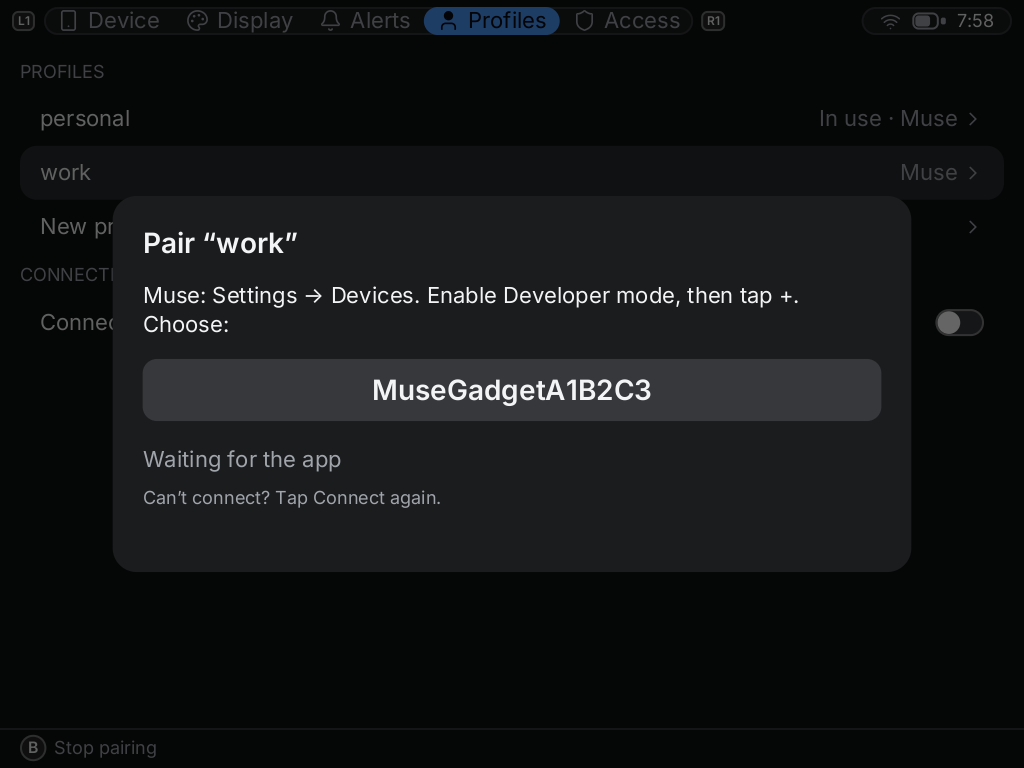 L1 Device Display Alerts Profiles Access R1 7:58
PROFILES
personal In use · Muse
work Muse
New pr
Pair “work”
CONNECTI
Muse: Settings → Devices. Enable Developer mode, then tap +.
Choose:
Connec
MuseGadgetA1B2C3
Waiting for the app
Can’t connect? Tap Connect again.
B Stop pairing